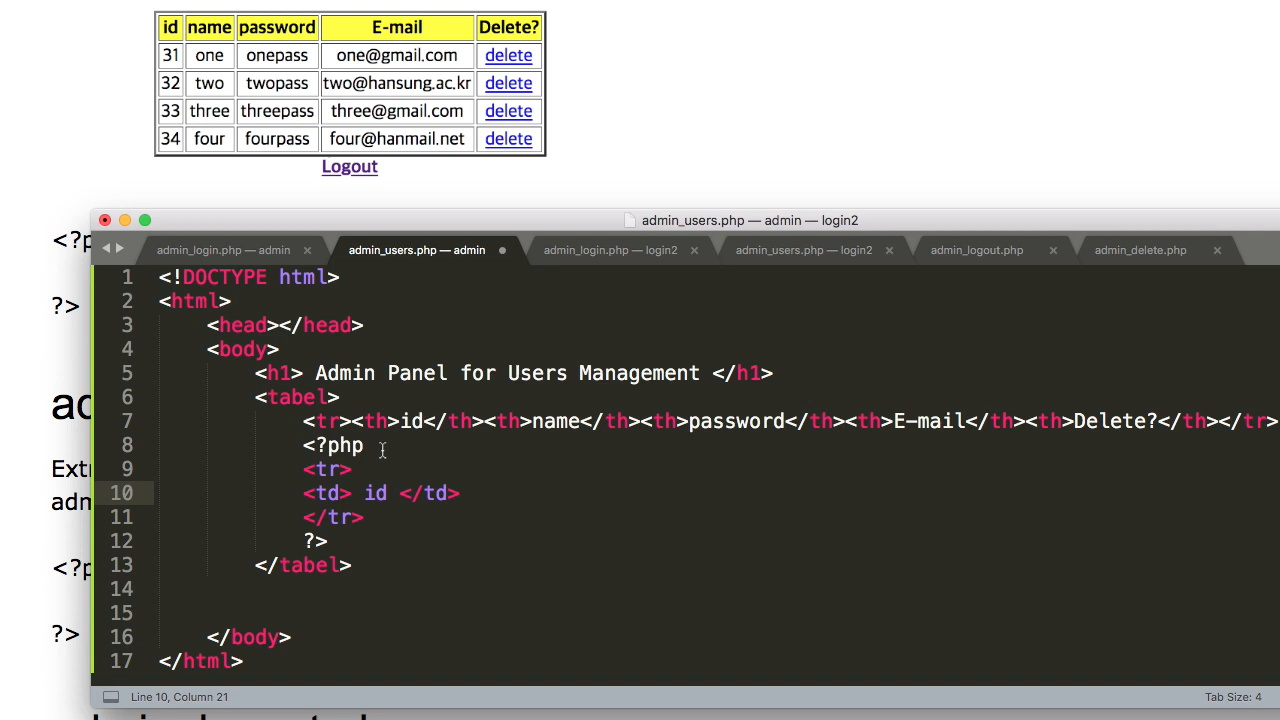 id name password E-mail Delete?
31 one onepass one@gmail.com delete
32 two twopass two@hansung.ac.kr delete
33 three threepass three@gmail.com delete
34 four fourpass four@hanmail.net delete
Logout
admin_users.php — admin — login2
admin_login.php — admin admin_users.php — admin admin_login.php — login2 admin_users.php — login2 admin_logout.php admin_delete.php
1 <!DOCTYPE html>
2 <html>
3 <head></head>
4 <body>
5 <h1> Admin Panel for Users Management </h1>
6 <tabel>
7 <tr><th>id</th><th>name</th><th>password</th><th>E-mail</th><th>Delete?</th></tr>
8 <?php
9 <tr>
10 <td> id </td>
11 </tr>
12 ?>
13 </tabel>
14
15
16 </body>
17 </html>
Line 10, Column 21 Tab Size: 4
<?p
?>
ad
Ext
adn
<?p
?>